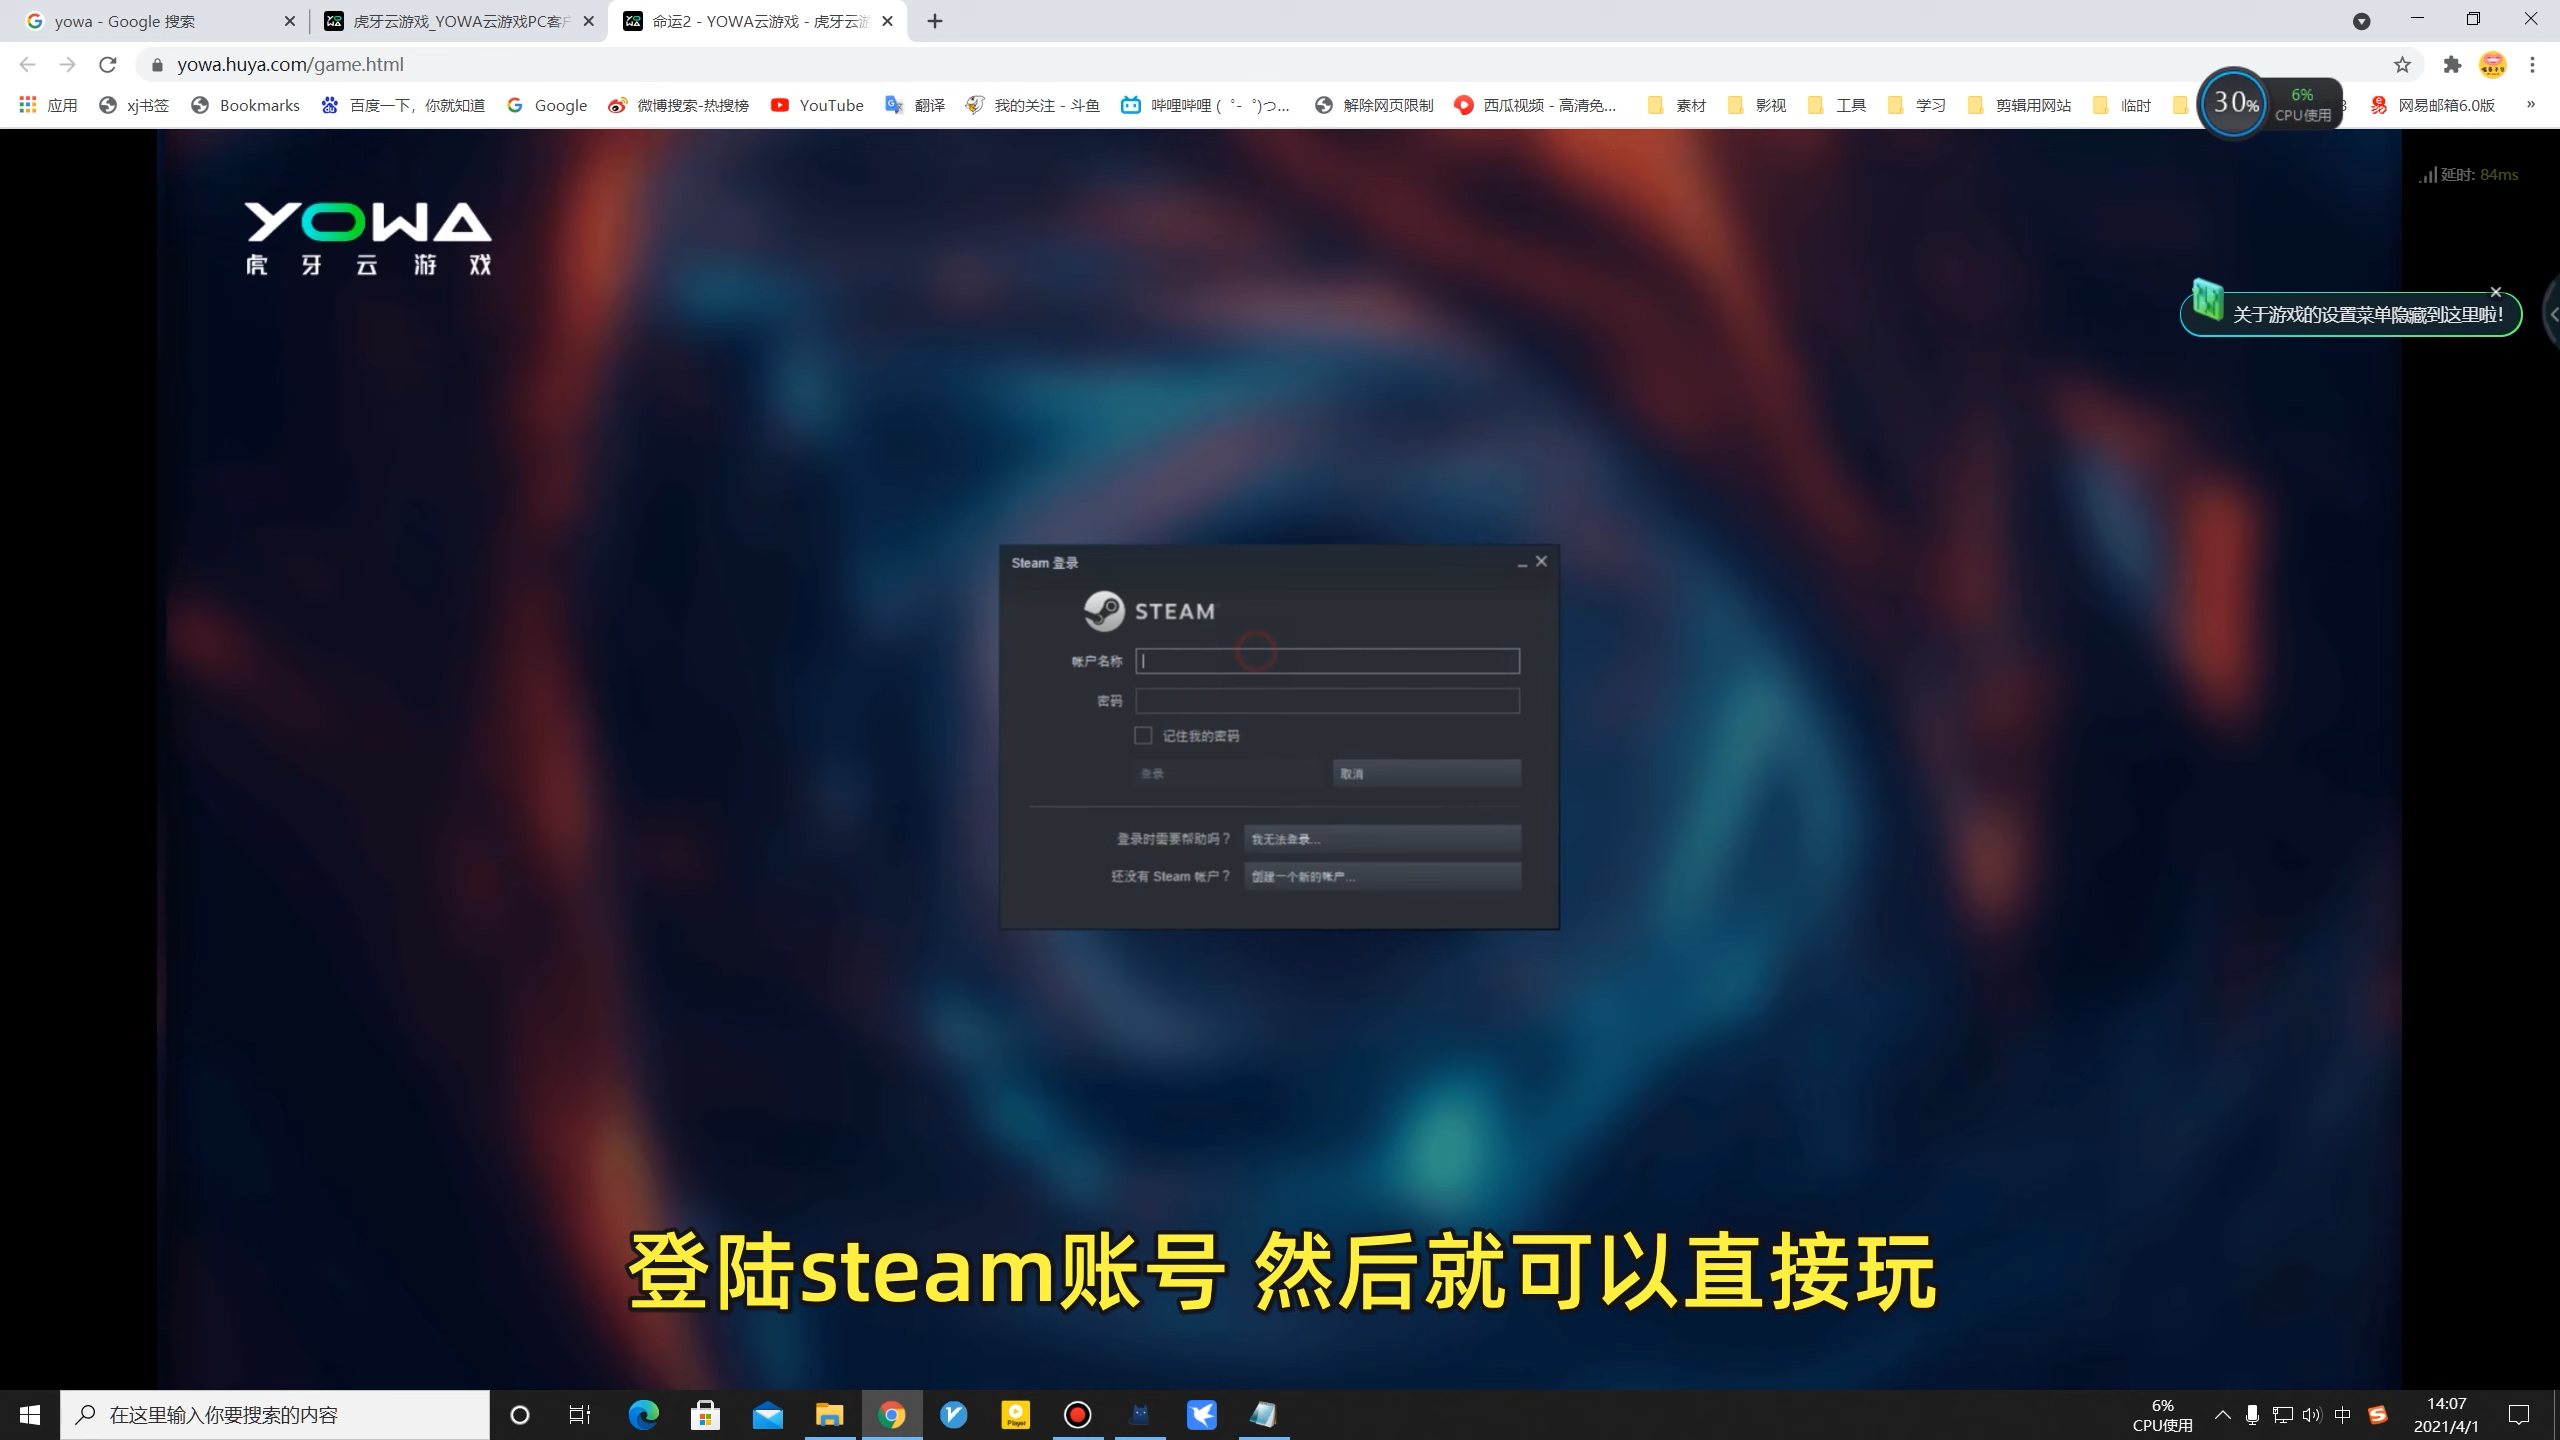 yowa - Google 搜索
虎牙云游戏_YOWA云游戏PC客户
命运2 - YOWA云游戏 - 虎牙云游
yowa.huya.com/game.html
应用
xj书签
Bookmarks
百度一下，你就知道
Google
微博搜索-热搜榜
YouTube
翻译
我的关注 - 斗鱼
哔哩哔哩 ( ゜- ゜)つ...
解除网页限制
西瓜视频 - 高清免...
素材
影视
工具
学习
剪辑用网站
临时
30%
6%
CPU使用
网易邮箱6.0版
»
延时: 84ms
YOWA
虎牙云游戏
关于游戏的设置菜单隐藏到这里啦！
Steam 登录
STEAM
帐户名称
密码
记住我的密码
登录
取消
登录时需要帮助吗？
我无法登录...
还没有 Steam 帐户？
创建一个新的帐户...
登陆steam账号 然后就可以直接玩
在这里输入你要搜索的内容
Player
6%
CPU使用
中
14:07
2021/4/1